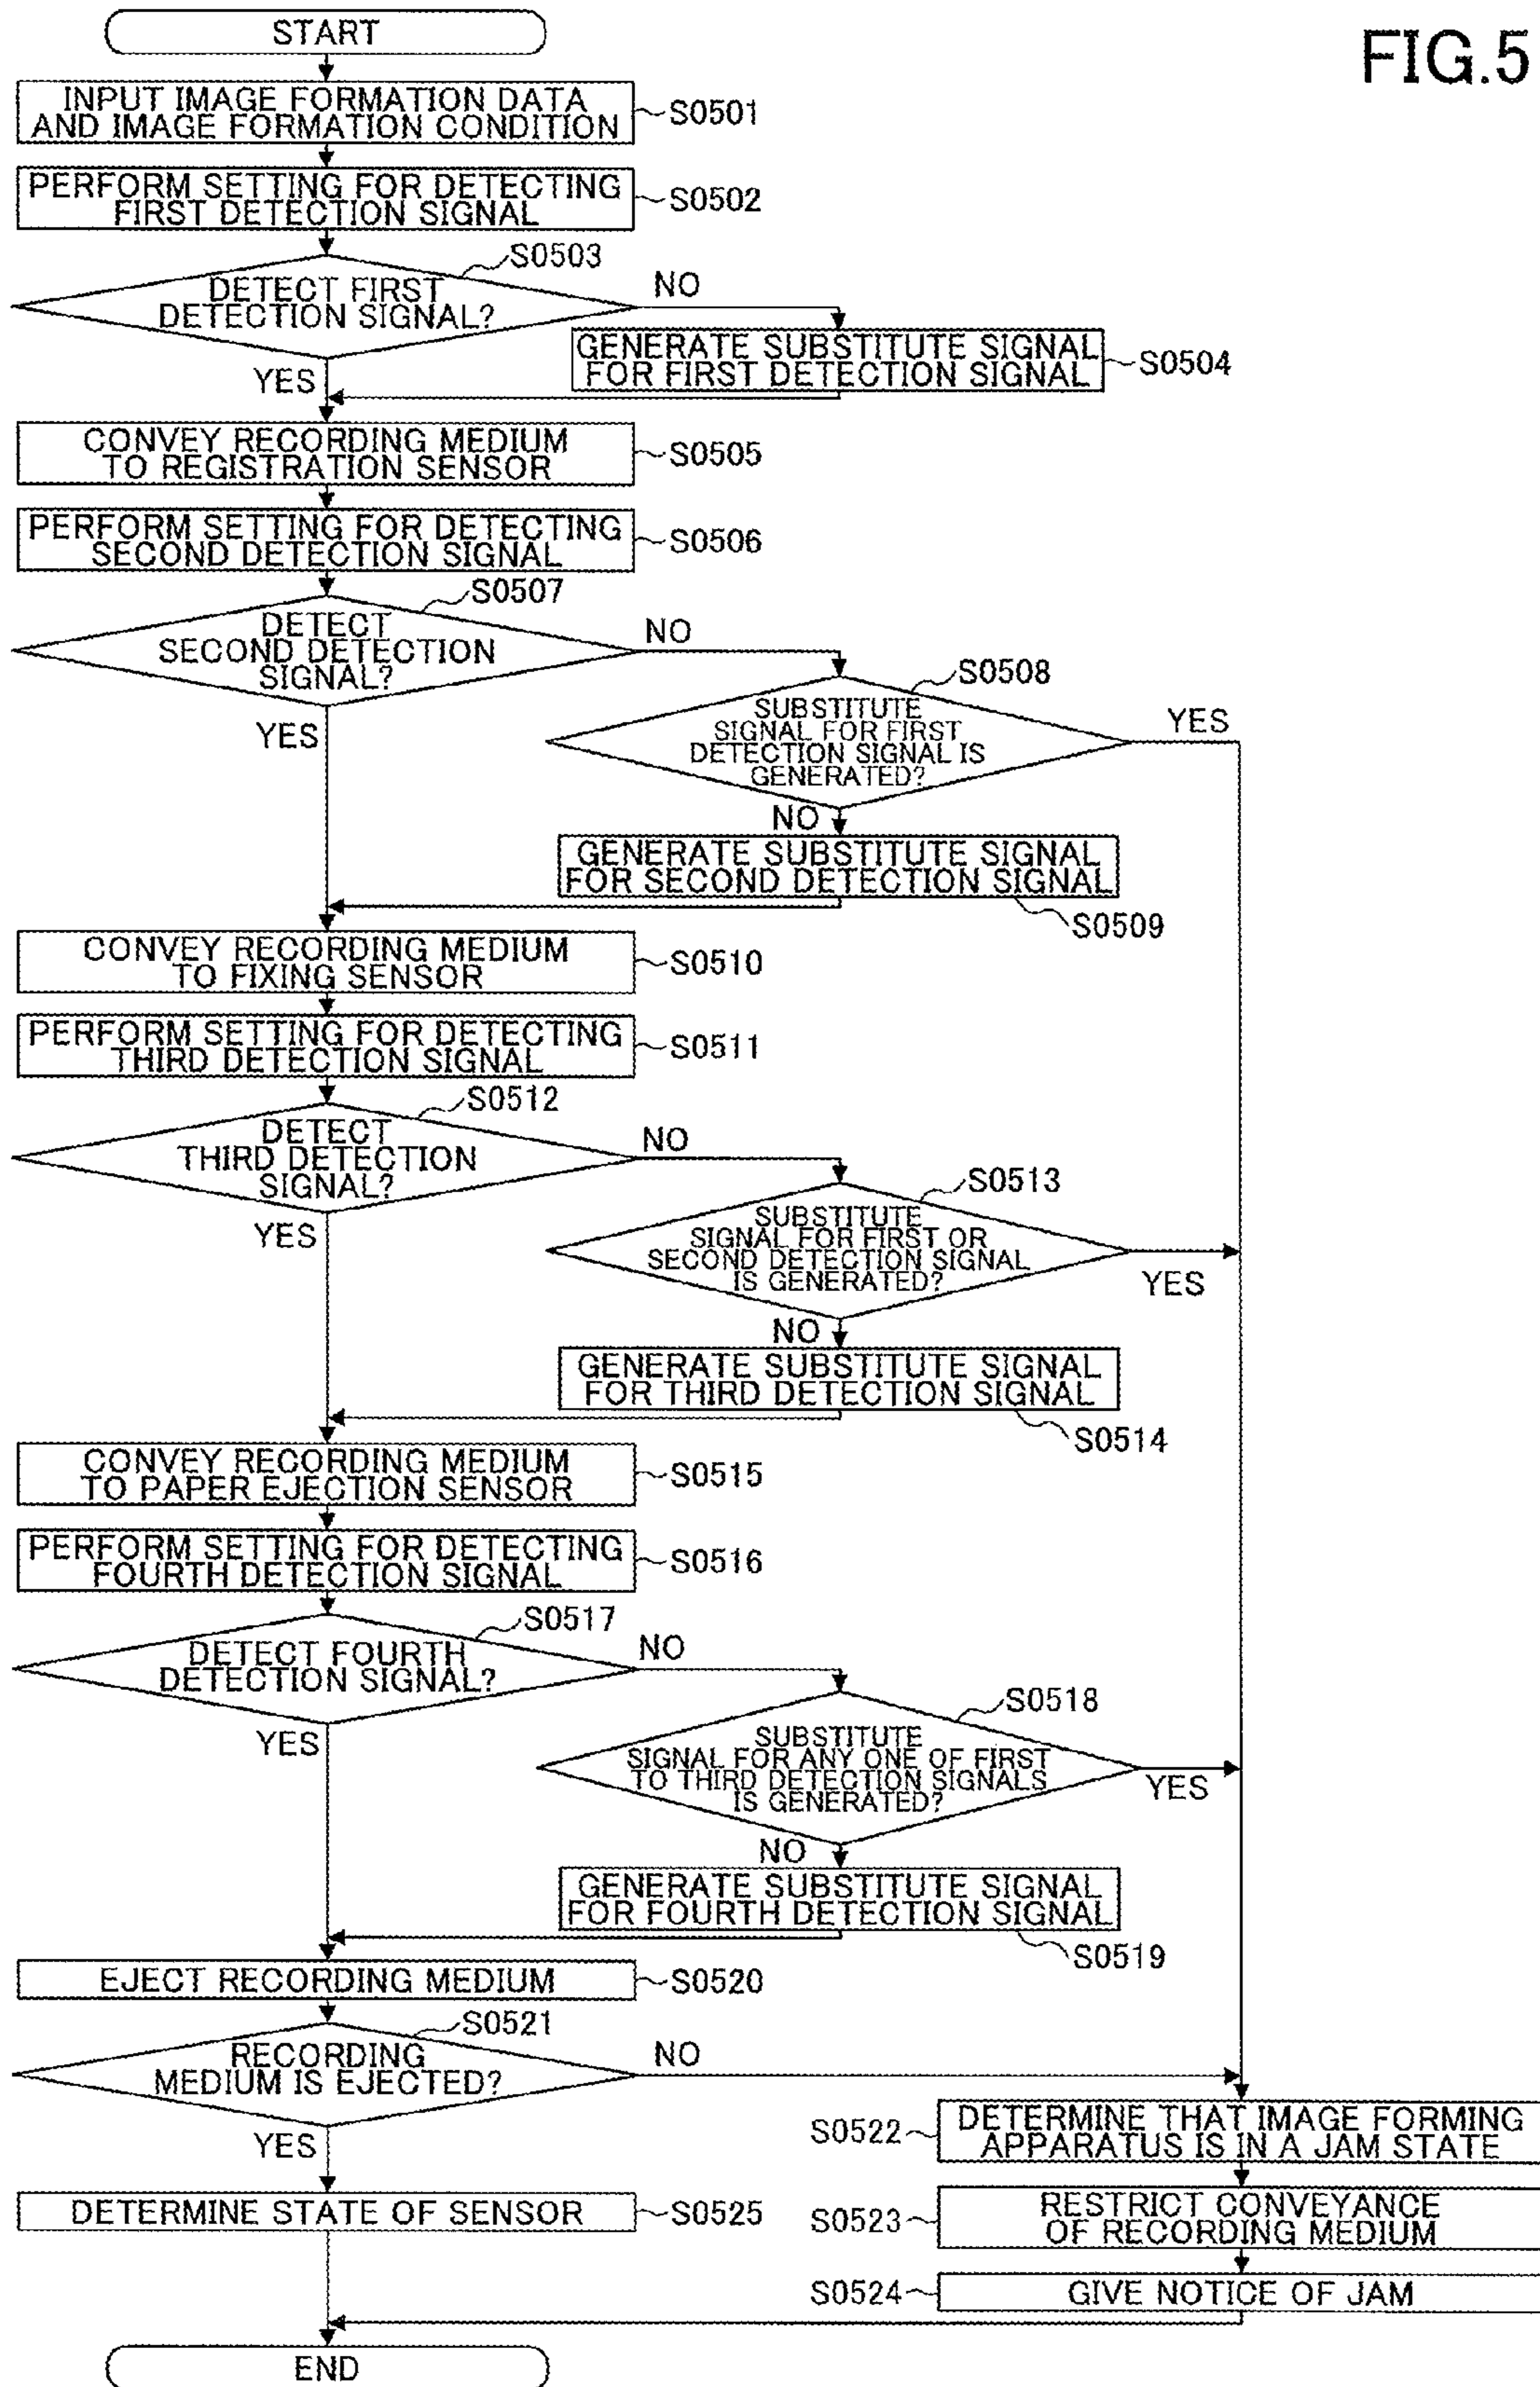 FIG.5
START
INPUT IMAGE FORMATION DATA
AND IMAGE FORMATION CONDITION
S0501
PERFORM SETTING FOR DETECTING
FIRST DETECTION SIGNAL
S0502
S0503
DETECT FIRST
DETECTION SIGNAL?
NO
YES
GENERATE SUBSTITUTE SIGNAL
FOR FIRST DETECTION SIGNAL
S0504
CONVEY RECORDING MEDIUM
TO REGISTRATION SENSOR
S0505
PERFORM SETTING FOR DETECTING
SECOND DETECTION SIGNAL
S0506
S0507
DETECT
SECOND DETECTION
SIGNAL?
NO
YES
S0508
SUBSTITUTE
SIGNAL FOR FIRST
DETECTION SIGNAL IS
GENERATED?
YES
NO
GENERATE SUBSTITUTE SIGNAL
FOR SECOND DETECTION SIGNAL
S0509
CONVEY RECORDING MEDIUM
TO FIXING SENSOR
S0510
PERFORM SETTING FOR DETECTING
THIRD DETECTION SIGNAL
S0511
S0512
DETECT
THIRD DETECTION
SIGNAL?
NO
YES
S0513
SUBSTITUTE
SIGNAL FOR FIRST OR
SECOND DETECTION SIGNAL
IS GENERATED?
YES
NO
GENERATE SUBSTITUTE SIGNAL
FOR THIRD DETECTION SIGNAL
S0514
CONVEY RECORDING MEDIUM
TO PAPER EJECTION SENSOR
S0515
PERFORM SETTING FOR DETECTING
FOURTH DETECTION SIGNAL
S0516
S0517
DETECT FOURTH
DETECTION SIGNAL?
NO
YES
S0518
SUBSTITUTE
SIGNAL FOR ANY ONE OF FIRST
TO THIRD DETECTION SIGNALS
IS GENERATED?
YES
NO
GENERATE SUBSTITUTE SIGNAL
FOR FOURTH DETECTION SIGNAL
S0519
EJECT RECORDING MEDIUM
S0520
S0521
RECORDING
MEDIUM IS EJECTED?
NO
YES
S0522
DETERMINE THAT IMAGE FORMING
APPARATUS IS IN A JAM STATE
DETERMINE STATE OF SENSOR
S0525
S0523
RESTRICT CONVEYANCE
OF RECORDING MEDIUM
S0524
GIVE NOTICE OF JAM
END